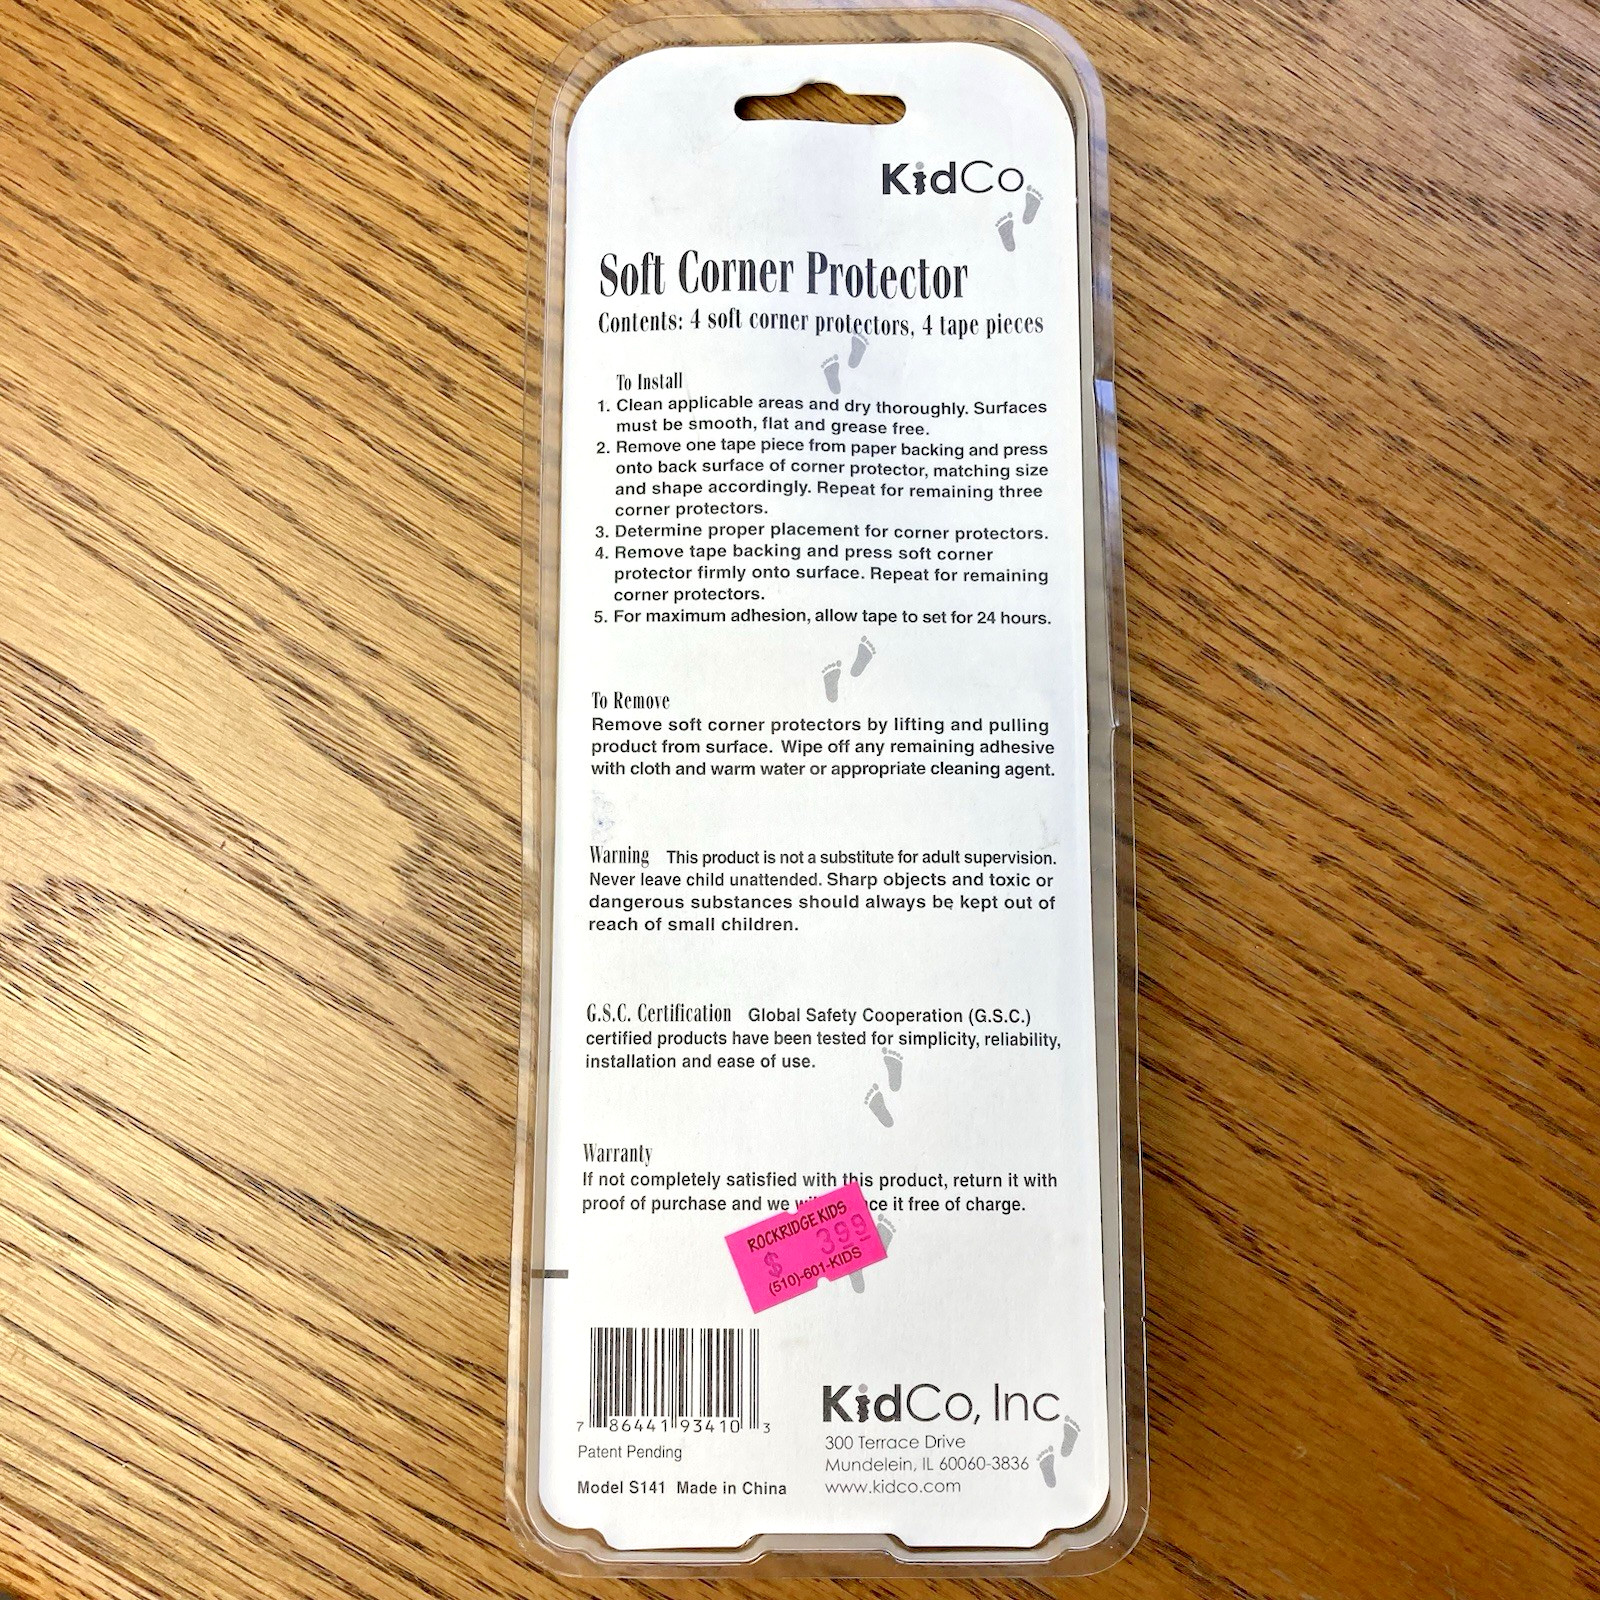 KidCo
Soft Corner Protector
Contents: 4 soft corner protectors, 4 tape pieces
To Install
1. Clean applicable areas and dry thoroughly. Surfaces
must be smooth, flat and grease free.
2. Remove one tape piece from paper backing and press
onto back surface of corner protector, matching size
and shape accordingly. Repeat for remaining three
corner protectors.
3. Determine proper placement for corner protectors.
4. Remove tape backing and press soft corner
protector firmly onto surface. Repeat for remaining
corner protectors.
5. For maximum adhesion, allow tape to set for 24 hours.
To Remove
Remove soft corner protectors by lifting and pulling
product from surface. Wipe off any remaining adhesive
with cloth and warm water or appropriate cleaning agent.
Warning This product is not a substitute for adult supervision.
Never leave child unattended. Sharp objects and toxic or
dangerous substances should always be kept out of
reach of small children.
G.S.C. Certification Global Safety Cooperation (G.S.C.)
certified products have been tested for simplicity, reliability,
installation and ease of use.
Warranty
If not completely satisfied with this product, return it with
proof of purchase and we it free of charge.
ROCKRIDGE KIDS
$ 399
(510)-601-KIDS
7 86441 93410 3
Patent Pending
Model S141 Made in China
KidCo, Inc
300 Terrace Drive
Mundelein, IL 60060-3836
www.kidco.com